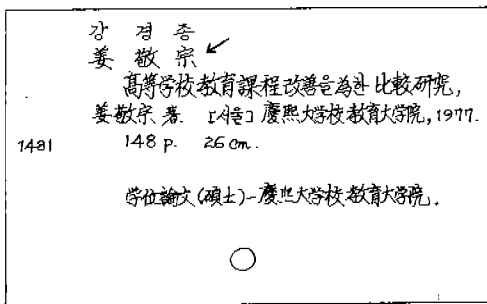 강 경 종
姜 敬 宗
高等学校教育課程改善을為한 比較研究,
姜敬宗 著. [서울] 慶熙大学校教育大学院, 1977.
1481 148 p. 26 cm.
学位論文(碩士)-慶熙大学校教育大学院.